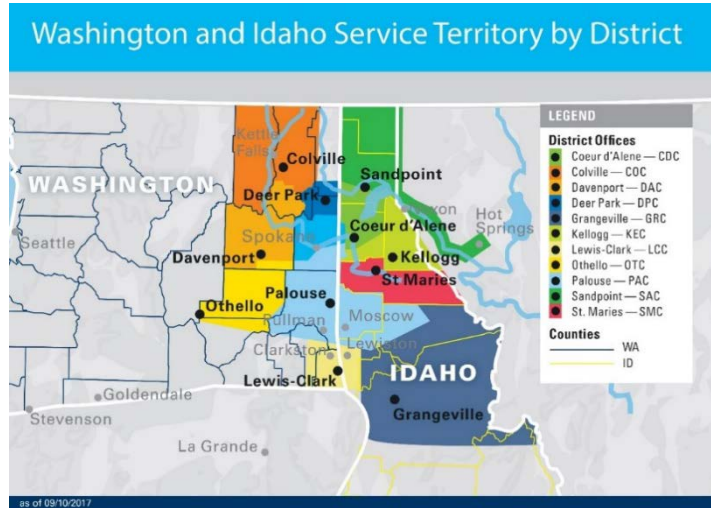 Washington and Idaho Service Territory by District
LEGEND
District Offices
Coeur d'Alene — CDC
Colville — COC
Davenport — DAC
Deer Park — DPC
Grangeville — GRC
Kellogg — KEC
Lewis-Clark — LCC
Othello — OTC
Palouse — PAC
Sandpoint — SAC
St. Maries — SMC
Counties
WA
ID
Kettle
Falls
Colville
WASHINGTON
Sandpoint
Deer Park
Hot
Springs
Seattle
Spokane
Coeur d'Alene
Davenport
Kellogg
St Maries
Othello
Palouse
Pullman
Moscow
Clarkston
Lewiston
Lewis-Clark
IDAHO
Goldendale
Grangeville
Stevenson
La Grande
as of 09/10/2017